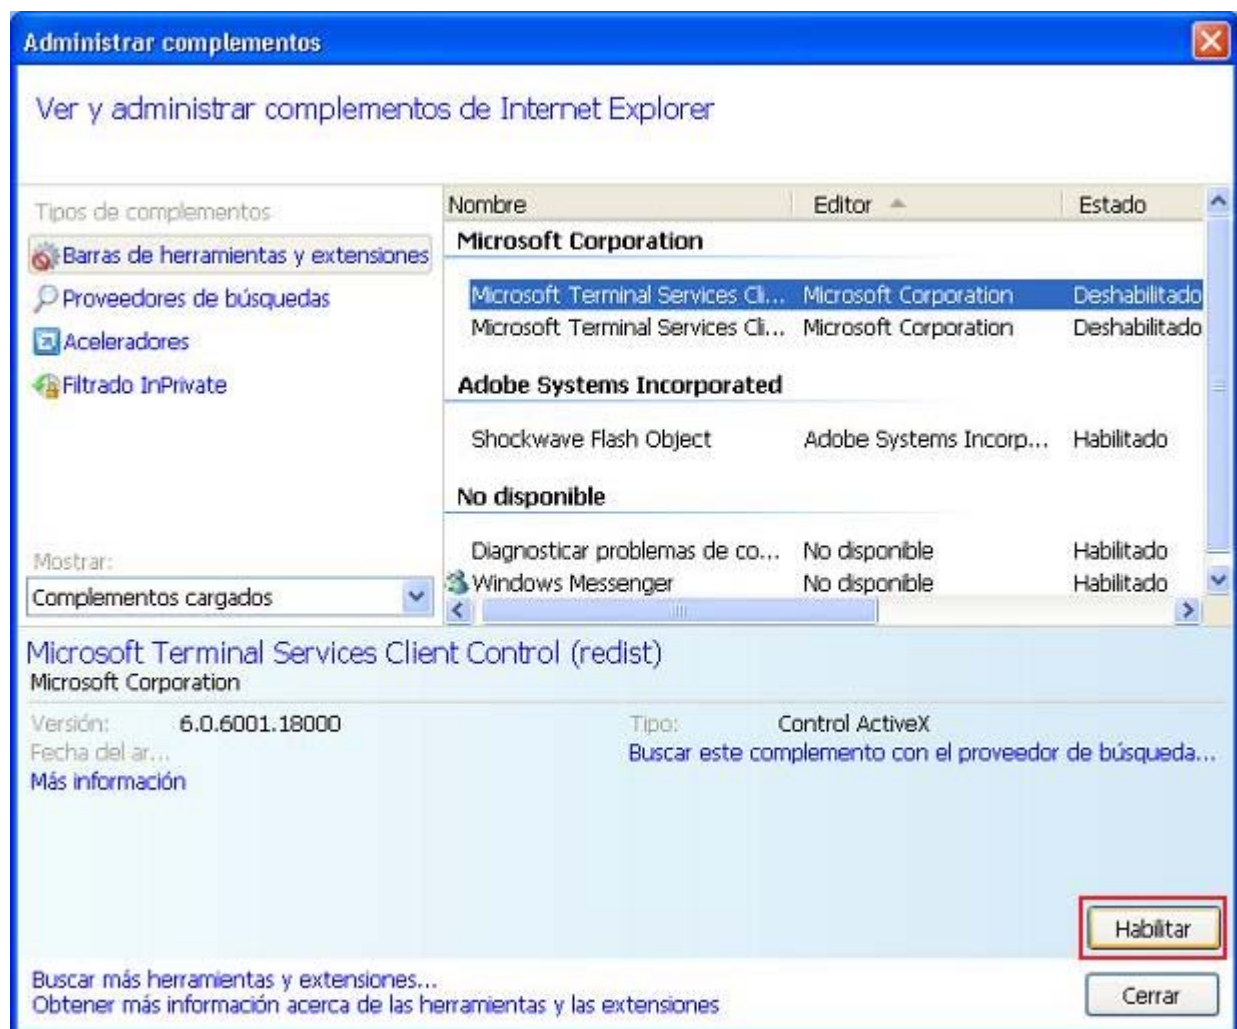 Administrar complementos
Ver y administrar complementos de Internet Explorer
Tipos de complementos
Barras de herramientas y extensiones
Proveedores de búsquedas
Aceleradores
Filtrado InPrivate
Mostrar:
Complementos cargados
Nombre Editor Estado
Microsoft Corporation
Microsoft Terminal Services Cli... Microsoft Corporation Deshabilitado
Microsoft Terminal Services Cli... Microsoft Corporation Deshabilitado
Adobe Systems Incorporated
Shockwave Flash Object Adobe Systems Incorp... Habilitado
No disponible
Diagnosticar problemas de co... No disponible Habilitado
Windows Messenger No disponible Habilitado
Microsoft Terminal Services Client Control (redist)
Microsoft Corporation
Versión: 6.0.6001.18000 Tipo: Control ActiveX
Fecha del ar... Buscar este complemento con el proveedor de búsqueda...
Más información
Habilitar
Buscar más herramientas y extensiones...
Obtener más información acerca de las herramientas y las extensiones
Cerrar